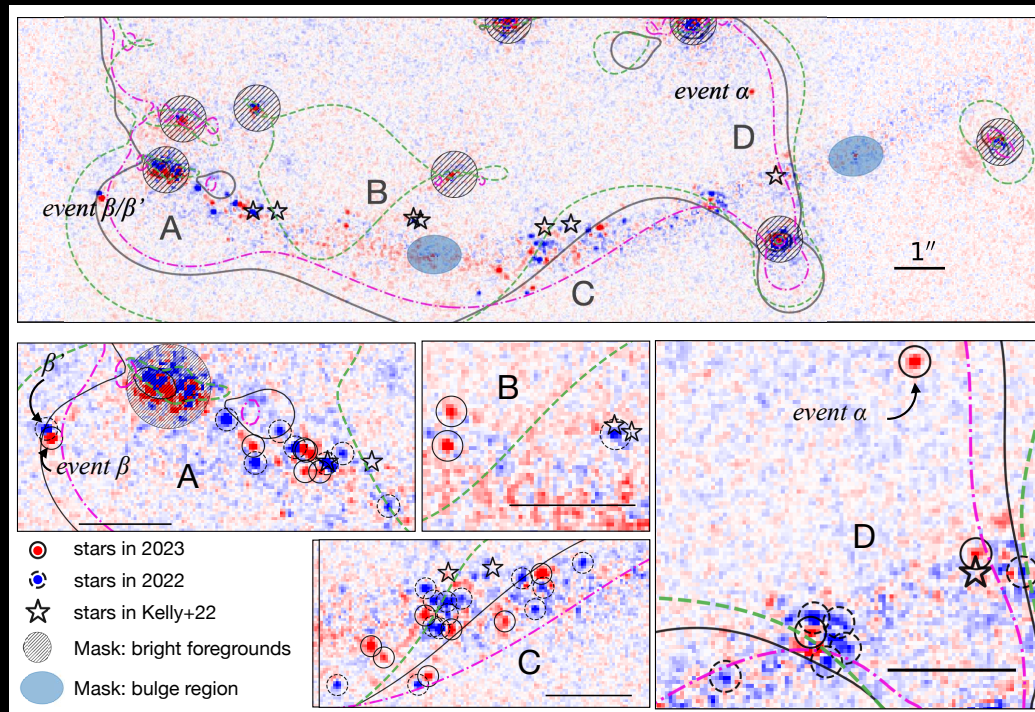 event α
D
B
event β/β’
A
1″
C
β’
event β
A
B
event α
D
stars in 2023
stars in 2022
stars in Kelly+22
Mask: bright foregrounds
Mask: bulge region
C